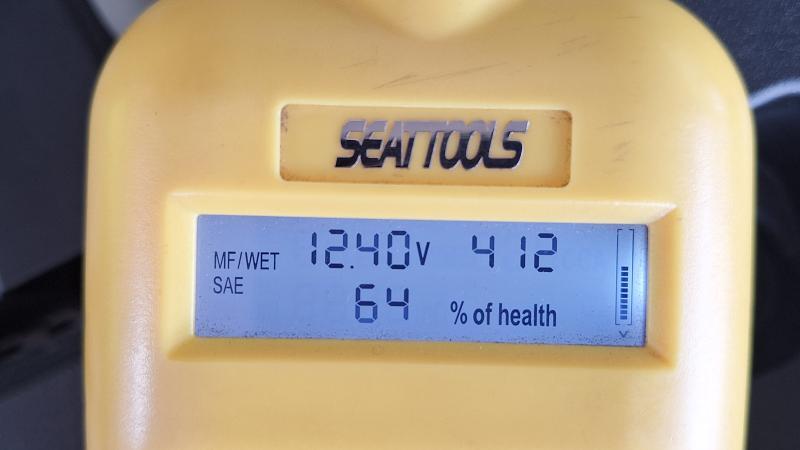 SEATTOOLS
MF/WET 12.40V 412
SAE
64 % of health
V